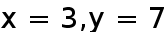 x = 3,y = 7